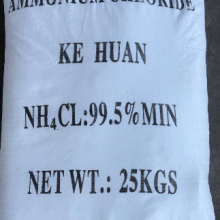 AMMONIUM CHLORIDE
KE HUAN
NH₄CL:99.5%MIN
NET WT.: 25KGS